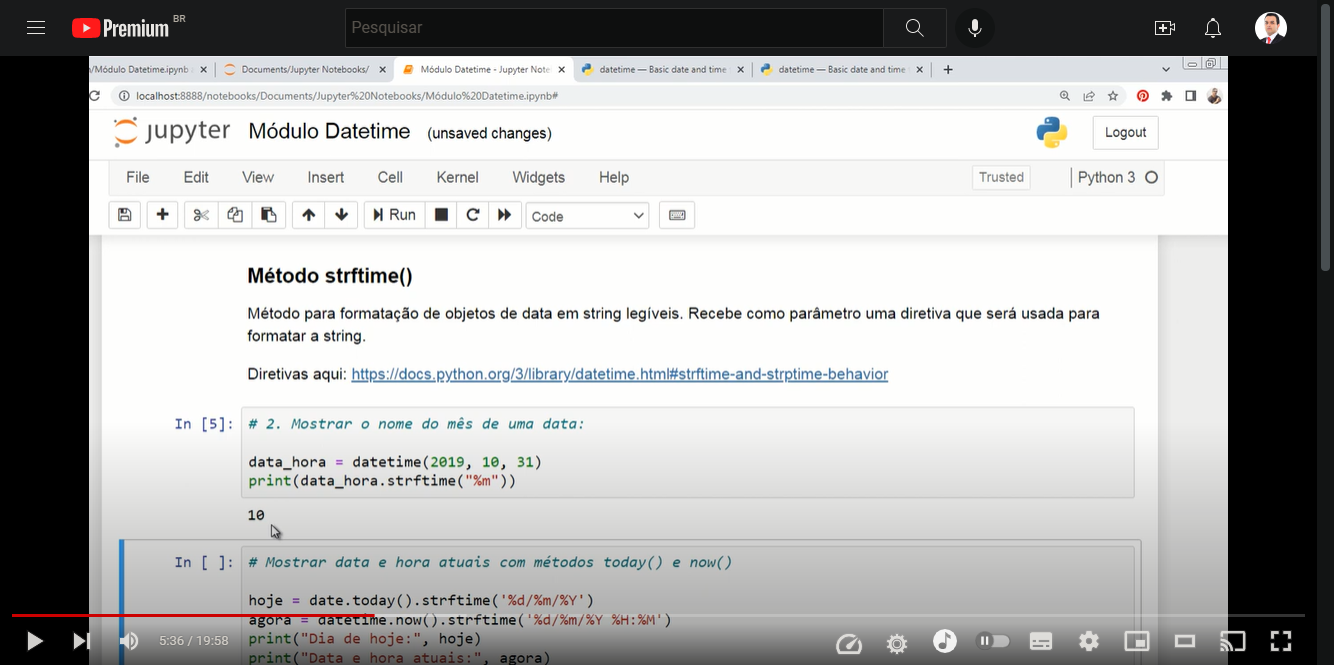 Premium BR
Pesquisar
/Módulo Datetime.ipynb
Documents/Jupyter Notebooks/
Módulo Datetime - Jupyter Note
datetime — Basic date and time
datetime — Basic date and time
localhost:8888/notebooks/Documents/Jupyter%20Notebooks/Módulo%20Datetime.ipynb#
jupyter Módulo Datetime (unsaved changes)
Logout
File Edit View Insert Cell Kernel Widgets Help
Trusted
Python 3
Run
Code
Método strftime()
Método para formatação de objetos de data em string legíveis. Recebe como parâmetro uma diretiva que será usada para
formatar a string.
Diretivas aqui: https://docs.python.org/3/library/datetime.html#strftime-and-strptime-behavior
In [5]: # 2. Mostrar o nome do mês de uma data:
data_hora = datetime(2019, 10, 31)
print(data_hora.strftime("%m"))
10
In [ ]: # Mostrar data e hora atuais com métodos today() e now()
hoje = date.today().strftime('%d/%m/%Y')
agora = datetime.now().strftime('%d/%m/%Y %H:%M')
print("Dia de hoje:", hoje)
print("Data e hora atuais:", agora)
5:36 / 19:58